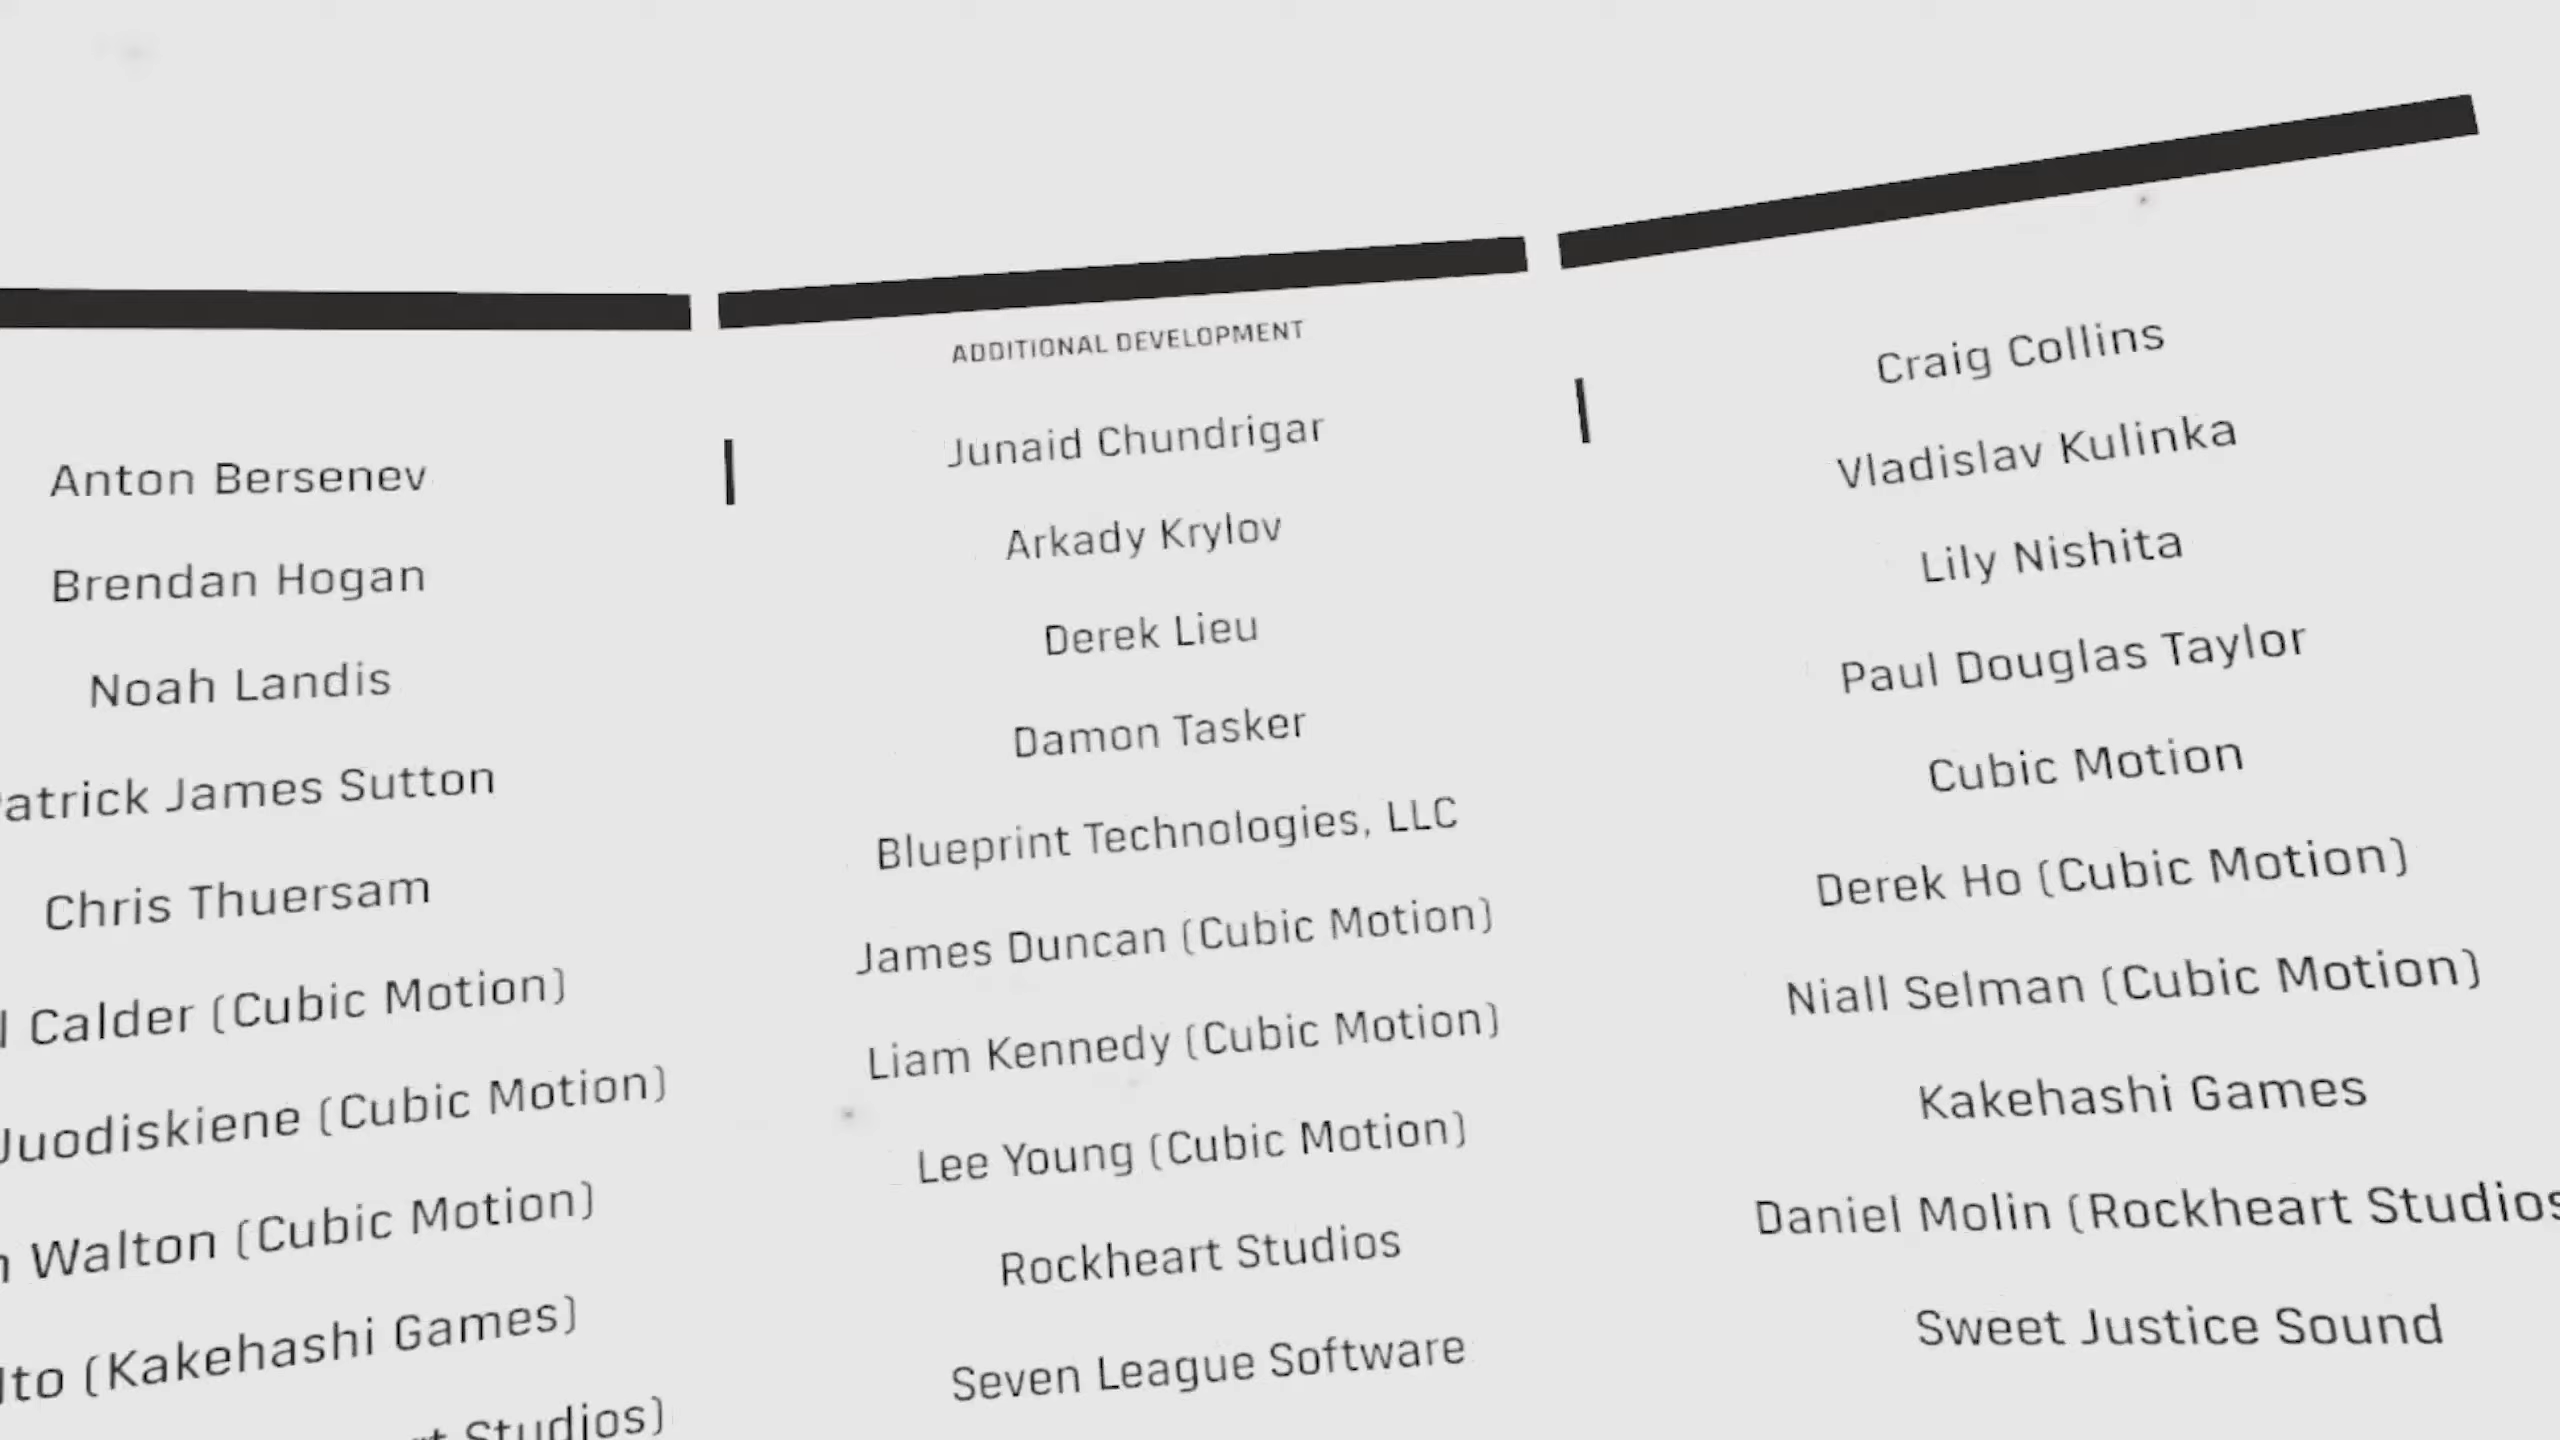 ADDITIONAL DEVELOPMENT
Anton Bersenev
Brendan Hogan
Noah Landis
James Sutton
Chris Thuersam
Calder (Cubic Motion)
Juodiskiene (Cubic Motion)
Walton (Cubic Motion)
(Kakehashi Games)
Studios)
Junaid Chundrigar
Arkady Krylov
Derek Lieu
Damon Tasker
Blueprint Technologies, LLC
James Duncan (Cubic Motion)
Liam Kennedy (Cubic Motion)
Lee Young (Cubic Motion)
Rockheart Studios
Seven League Software
Craig Collins
Vladislav Kulinka
Lily Nishita
Paul Douglas Taylor
Cubic Motion
Derek Ho (Cubic Motion)
Niall Selman (Cubic Motion)
Kakehashi Games
Daniel Molin (Rockheart Studios
Sweet Justice Sound